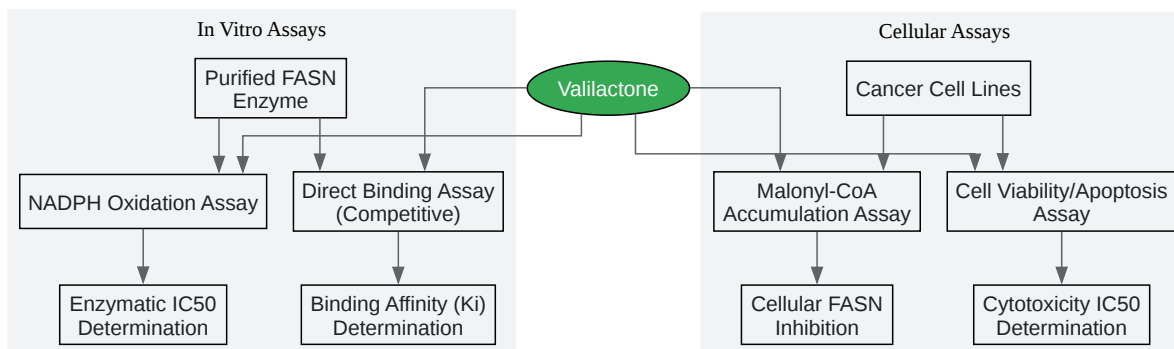 In Vitro Assays
Cellular Assays
Purified FASN
Enzyme
Valilactone
Cancer Cell Lines
NADPH Oxidation Assay
Direct Binding Assay
(Competitive)
Malonyl-CoA
Accumulation Assay
Cell Viability/Apoptosis
Assay
Enzymatic IC50
Determination
Binding Affinity (Ki)
Determination
Cellular FASN
Inhibition
Cytotoxicity IC50
Determination